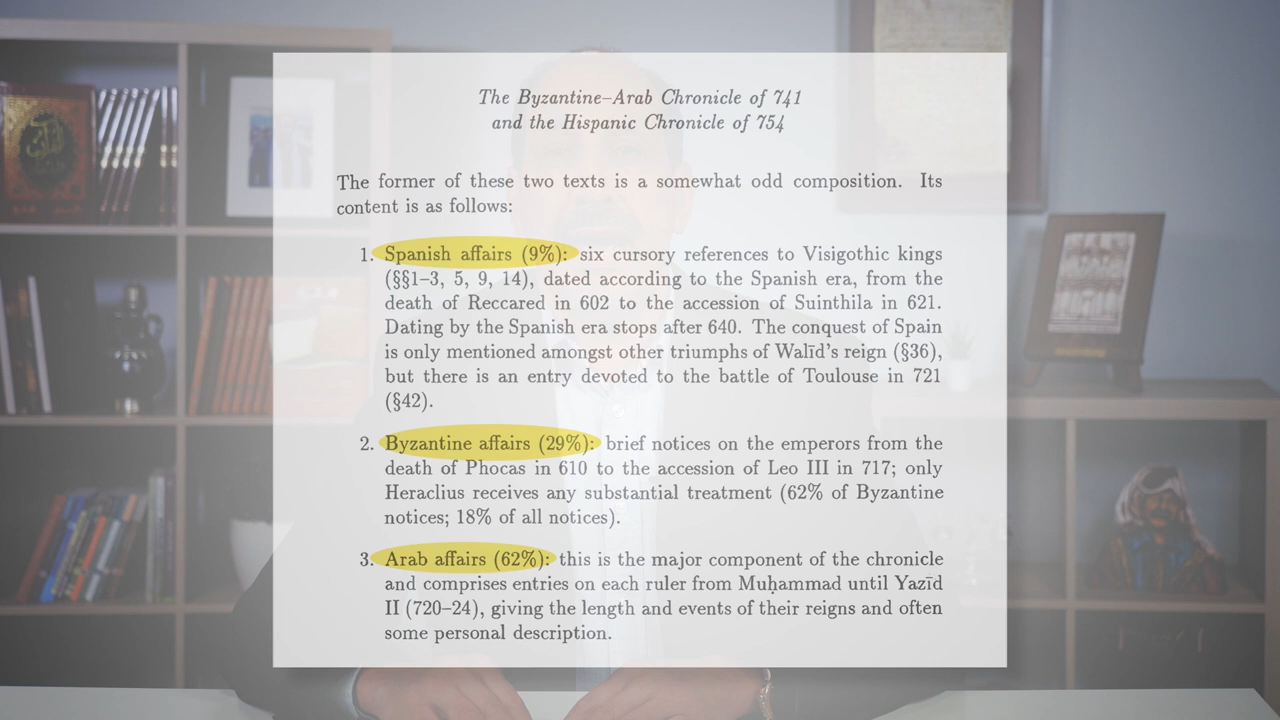 The Byzantine–Arab Chronicle of 741
and the Hispanic Chronicle of 754
The former of these two texts is a somewhat odd composition. Its
content is as follows:
1. Spanish affairs (9%): six cursory references to Visigothic kings
(§§1–3, 5, 9, 14), dated according to the Spanish era, from the
death of Reccared in 602 to the accession of Suinthila in 621.
Dating by the Spanish era stops after 640. The conquest of Spain
is only mentioned amongst other triumphs of Walīd's reign (§36),
but there is an entry devoted to the battle of Toulouse in 721
(§42).
2. Byzantine affairs (29%): brief notices on the emperors from the
death of Phocas in 610 to the accession of Leo III in 717; only
Heraclius receives any substantial treatment (62% of Byzantine
notices; 18% of all notices).
3. Arab affairs (62%): this is the major component of the chronicle
and comprises entries on each ruler from Muḥammad until Yazīd
II (720–24), giving the length and events of their reigns and often
some personal description.